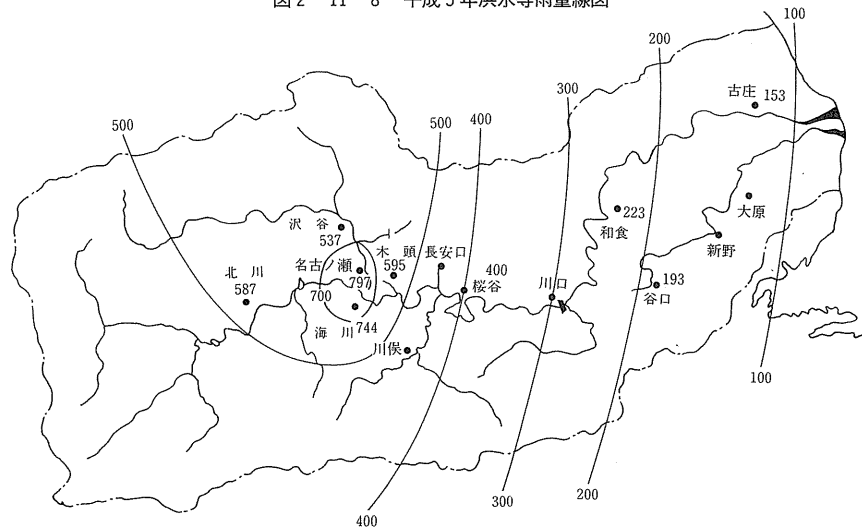 図2-11-8 平成5年洪水等雨量線図
100
200
300
500
500
400
古庄 153
大原
223
和食
新野
193
谷口
沢谷
537
木頭
595
長安口
名古ノ瀬
797
400
桜谷
川口
北川
587
700
744
海川
川俣
100
200
300
400